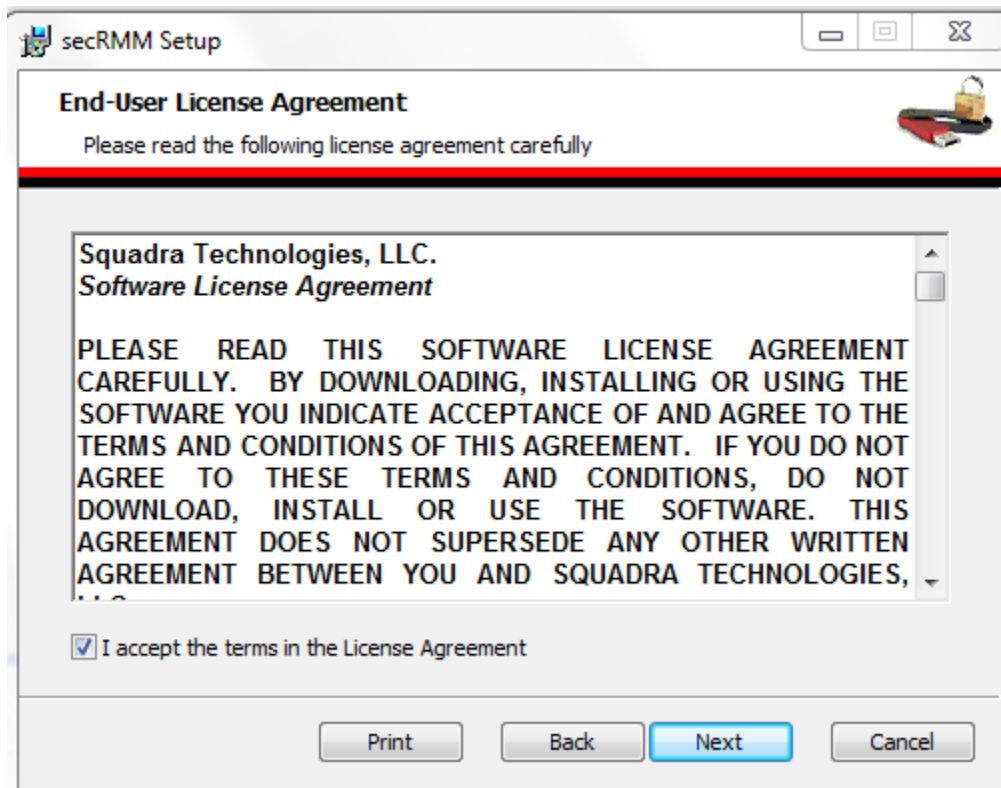 secRMM Setup
End-User License Agreement
Please read the following license agreement carefully
Squadra Technologies, LLC.
Software License Agreement
PLEASE READ THIS SOFTWARE LICENSE AGREEMENT
CAREFULLY. BY DOWNLOADING, INSTALLING OR USING THE
SOFTWARE YOU INDICATE ACCEPTANCE OF AND AGREE TO THE
TERMS AND CONDITIONS OF THIS AGREEMENT. IF YOU DO NOT
AGREE TO THESE TERMS AND CONDITIONS, DO NOT
DOWNLOAD, INSTALL OR USE THE SOFTWARE. THIS
AGREEMENT DOES NOT SUPERSEDE ANY OTHER WRITTEN
AGREEMENT BETWEEN YOU AND SQUADRA TECHNOLOGIES,
I accept the terms in the License Agreement
Print Back Next Cancel